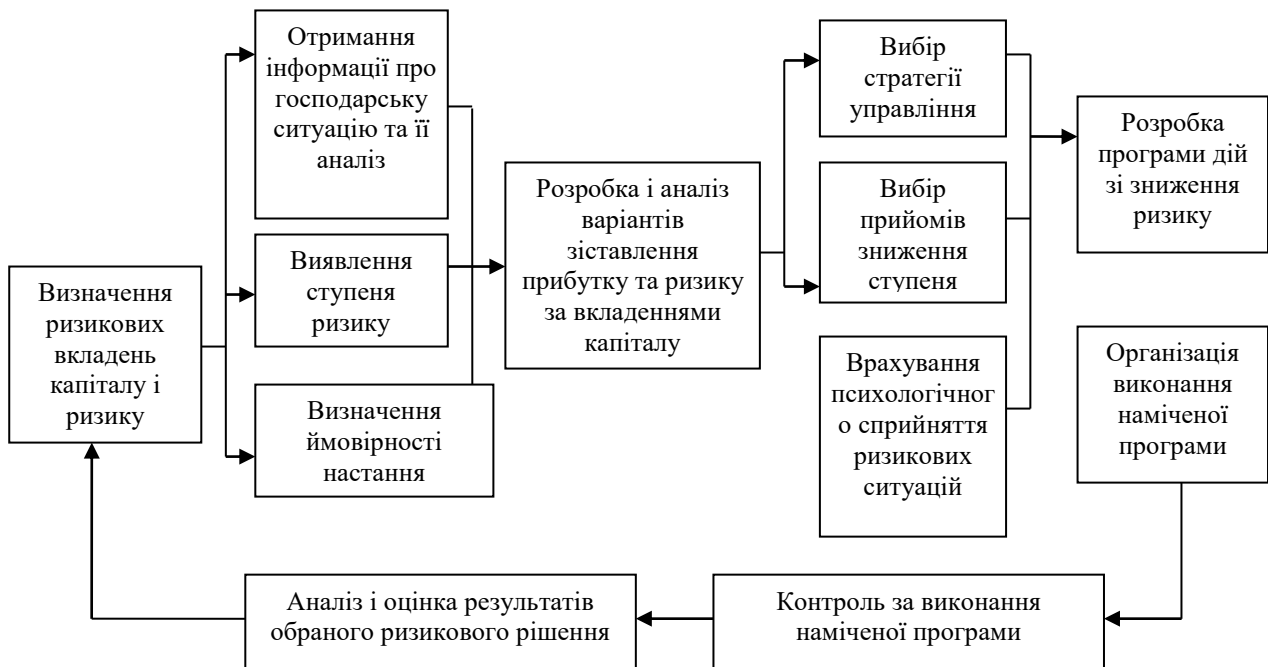 Отримання
інформації про
господарську
ситуацію та її
аналіз
Виявлення
ступеня
ризику
Визначення
ризикових
вкладень
капіталу і
ризику
Визначення
ймовірності
настання
Розробка і аналіз
варіантів
зіставлення
прибутку та ризику
за вкладеннями
капіталу
Вибір
стратегії
управління
Вибір
прийомів
зниження
ступеня
Врахування
психологічног
о сприйняття
ризикових
ситуацій
Розробка
програми дій
зі зниження
ризику
Організація
виконання
наміченої
програми
Контроль за виконання
наміченої програми
Аналіз і оцінка результатів
обраного ризикового рішення